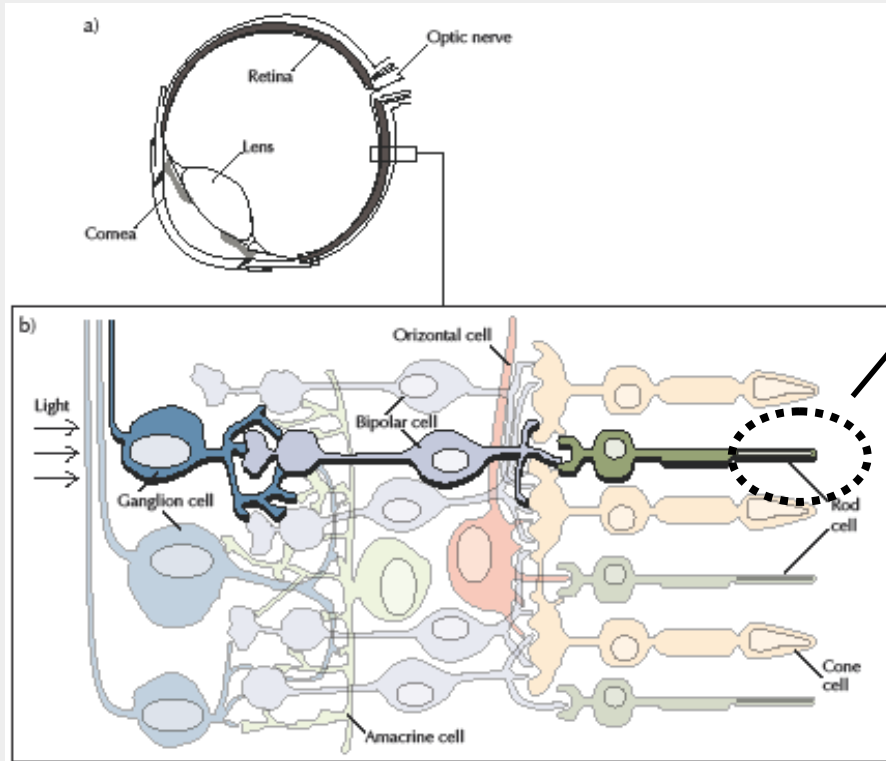 a)
Optic nerve
Retina
Lens
Cornea
b)
Orizontal cell
Light
Bipolar cell
Ganglion cell
Rod
cell
Cone
cell
Amacrine cell